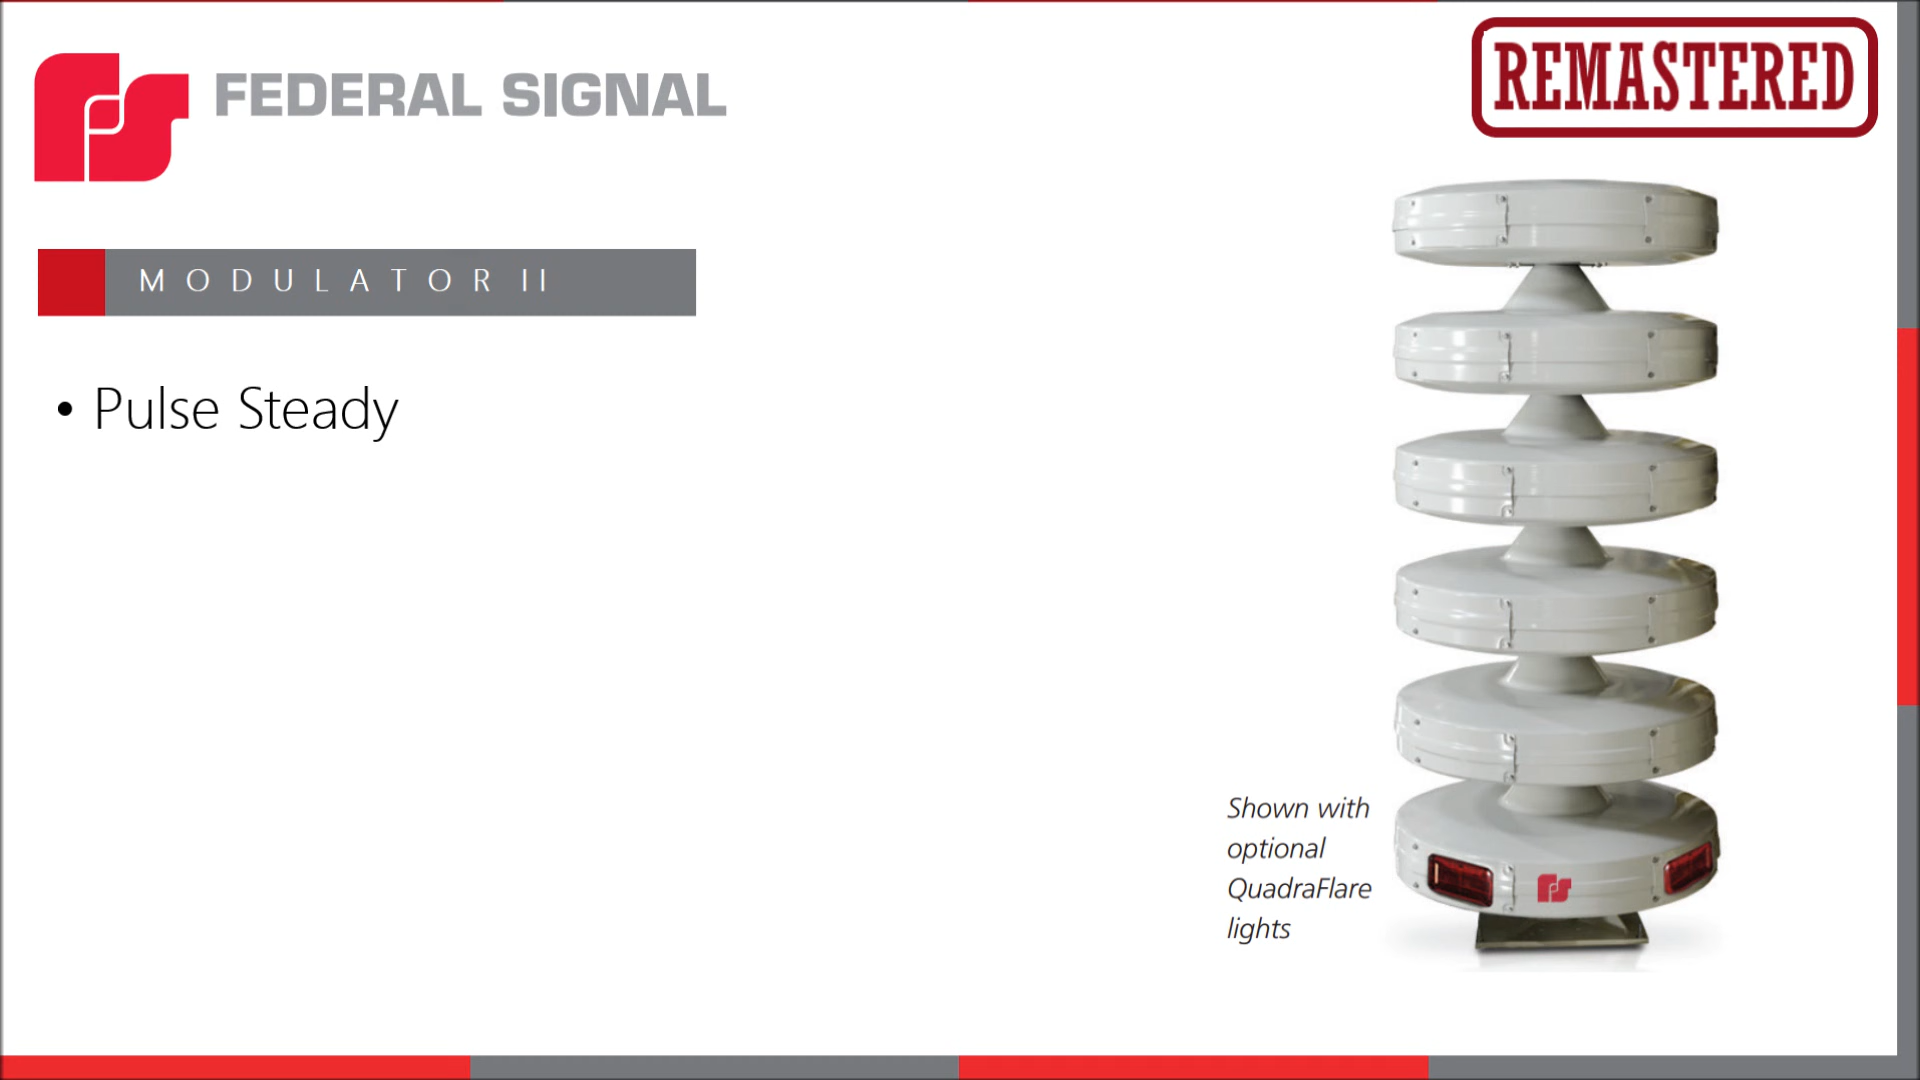 FEDERAL SIGNAL
REMASTERED
MODULATOR II
• Pulse Steady
Shown with
optional
QuadraFlare
lights